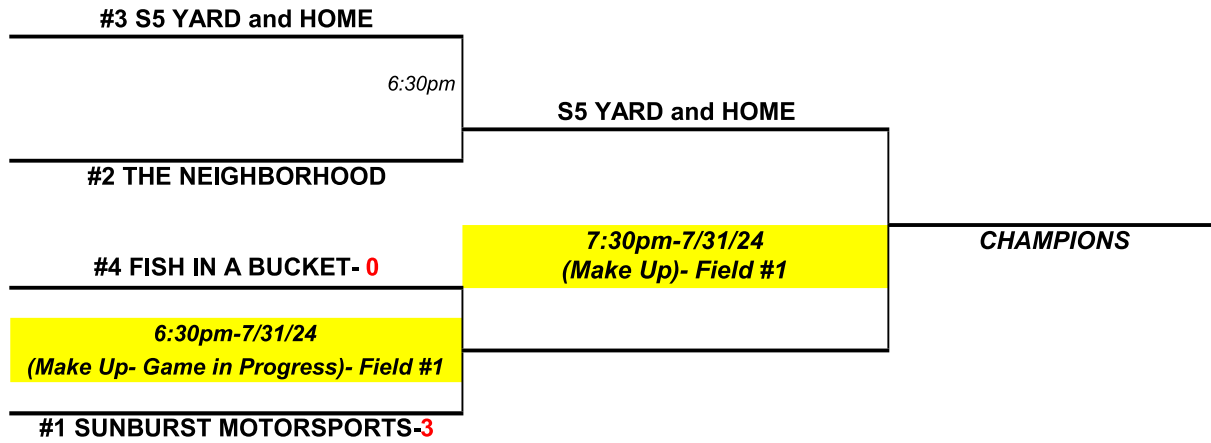 #3 S5 YARD and HOME
6:30pm
S5 YARD and HOME
#2 THE NEIGHBORHOOD
7:30pm-7/31/24
(Make Up)- Field #1
CHAMPIONS
#4 FISH IN A BUCKET- 0
6:30pm-7/31/24
(Make Up- Game in Progress)- Field #1
#1 SUNBURST MOTORSPORTS-3